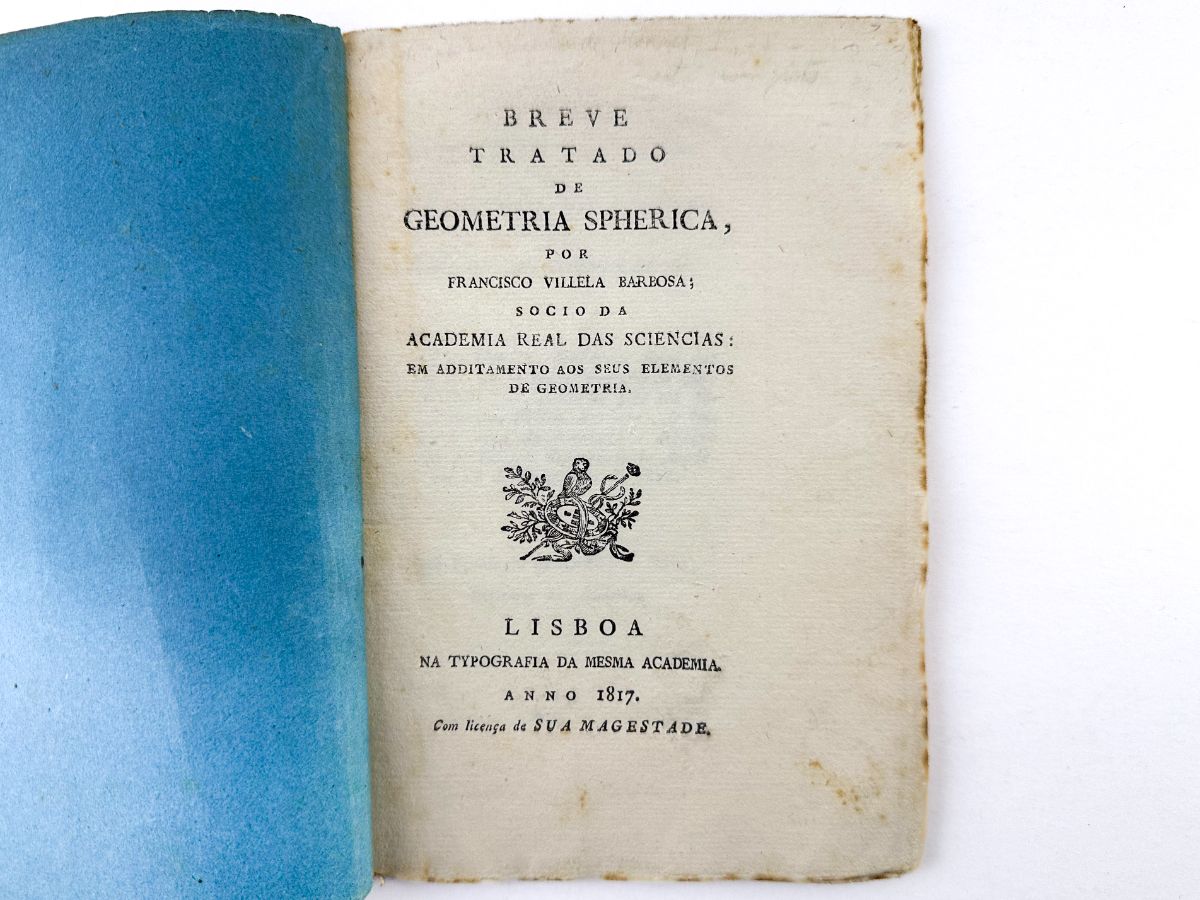 BREVE
TRATADO
DE
GEOMETRIA SPHERICA,
POR
FRANCISCO VILLELA BARBOSA;
SOCIO DA
ACADEMIA REAL DAS SCIENCIAS:
EM ADDITAMENTO AOS SEUS ELEMENTOS
DE GEOMETRIA.
LISBOA
NA TYPOGRAFIA DA MESMA ACADEMIA.
ANNO 1817.
Com licença de SUA MAGESTADE.